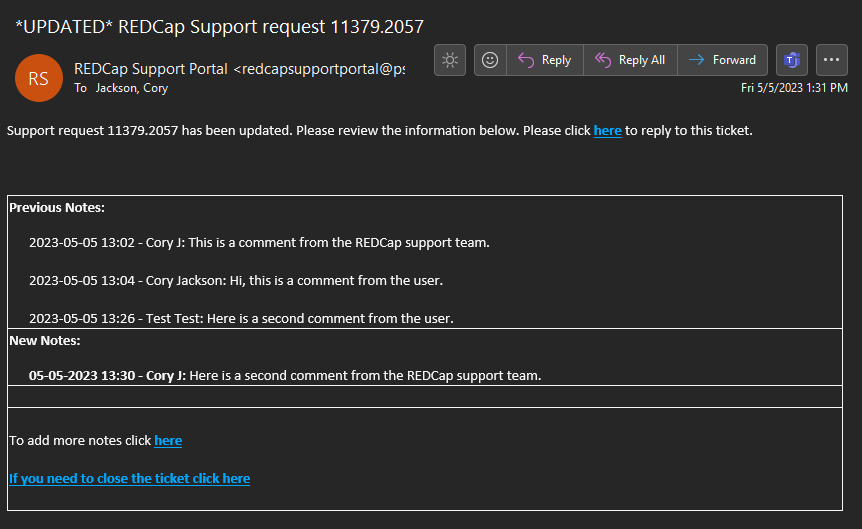 *UPDATED* REDCap Support request 11379.2057
RS
REDCap Support Portal <redcapsupportportal@ps
To Jackson, Cory
Reply
Reply All
Forward
Fri 5/5/2023 1:31 PM
Support request 11379.2057 has been updated. Please review the information below. Please click here to reply to this ticket.
Previous Notes:
2023-05-05 13:02 - Cory J: This is a comment from the REDCap support team.
2023-05-05 13:04 - Cory Jackson: Hi, this is a comment from the user.
2023-05-05 13:26 - Test Test: Here is a second comment from the user.
New Notes:
05-05-2023 13:30 - Cory J: Here is a second comment from the REDCap support team.
To add more notes click here
If you need to close the ticket click here